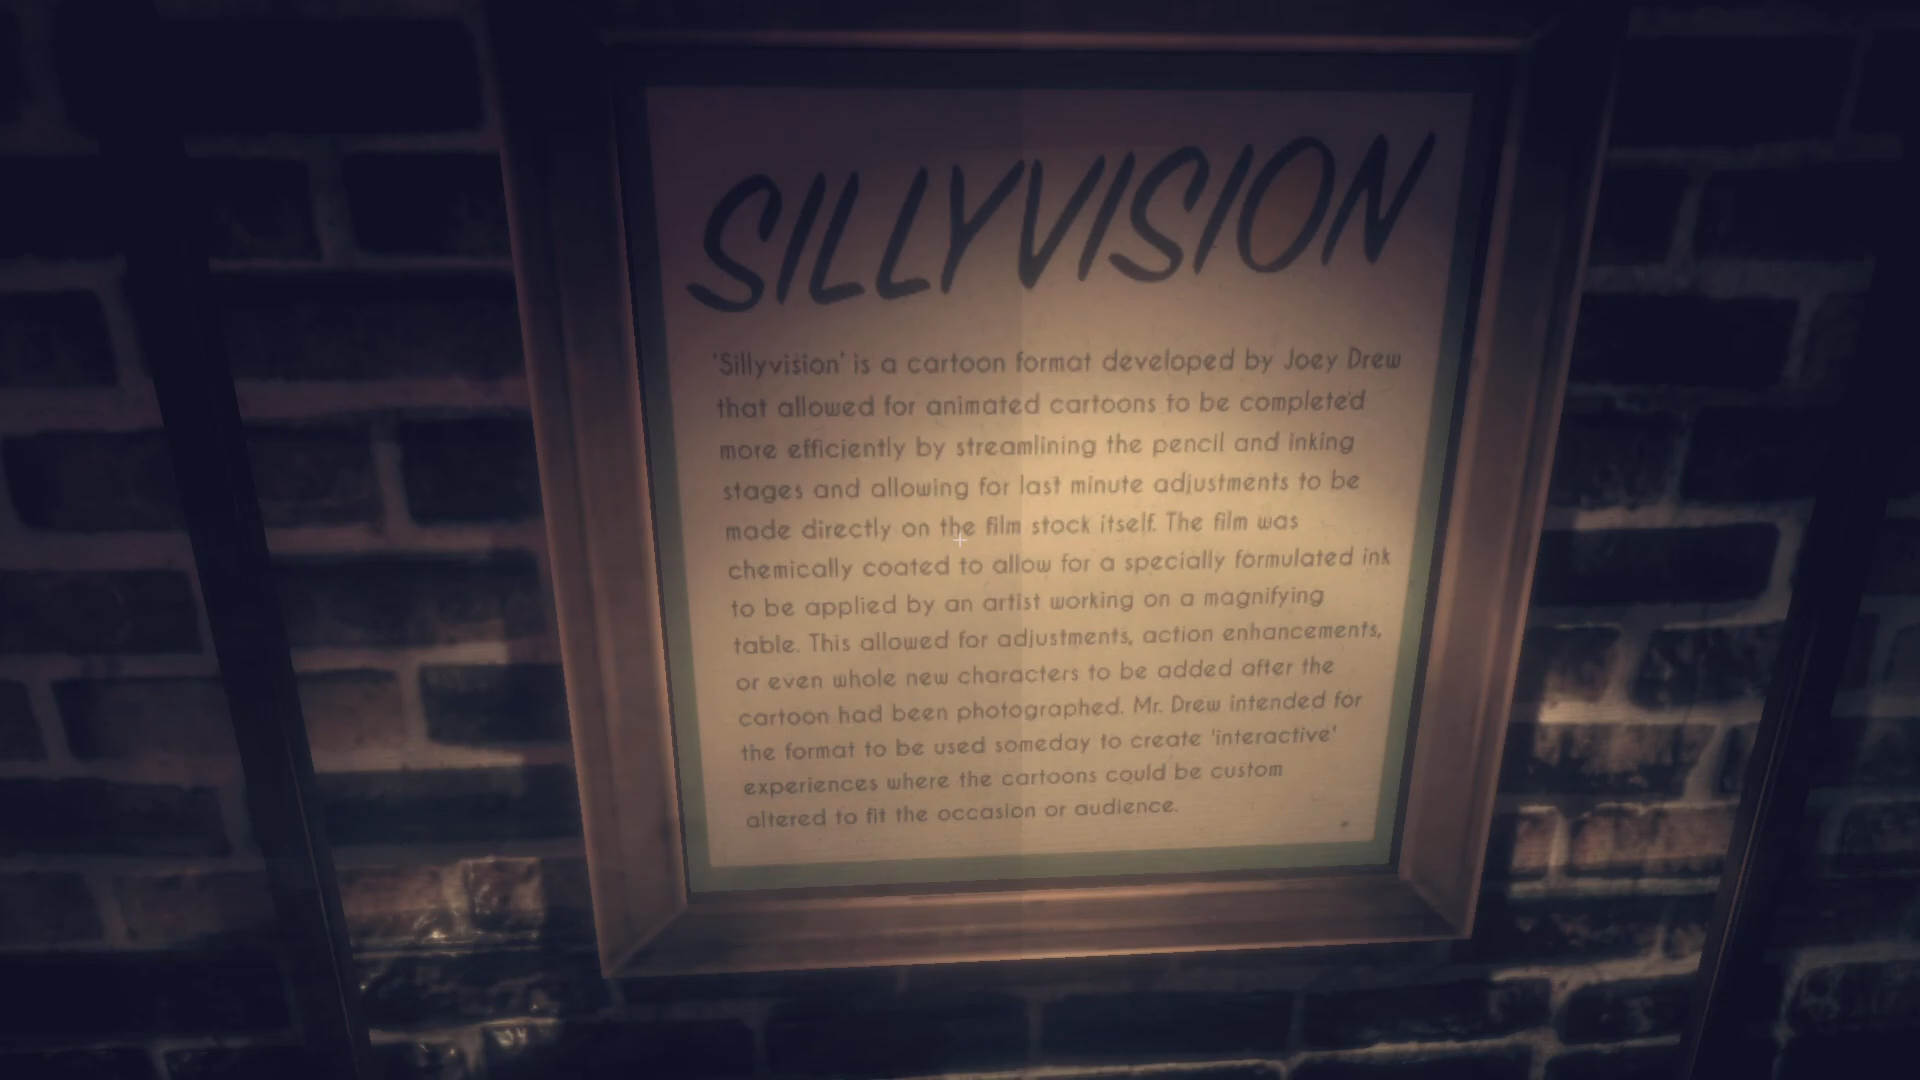 SILLYVISION
'Sillyvision' is a cartoon format developed by Joey Drew
that allowed for animated cartoons to be completed
more efficiently by streamlining the pencil and inking
stages and allowing for last minute adjustments to be
made directly on the film stock itself. The film was
chemically coated to allow for a specially formulated ink
to be applied by an artist working on a magnifying
table. This allowed for adjustments, action enhancements,
or even whole new characters to be added after the
cartoon had been photographed. Mr. Drew intended for
the format to be used someday to create 'interactive'
experiences where the cartoons could be custom
altered to fit the occasion or audience.